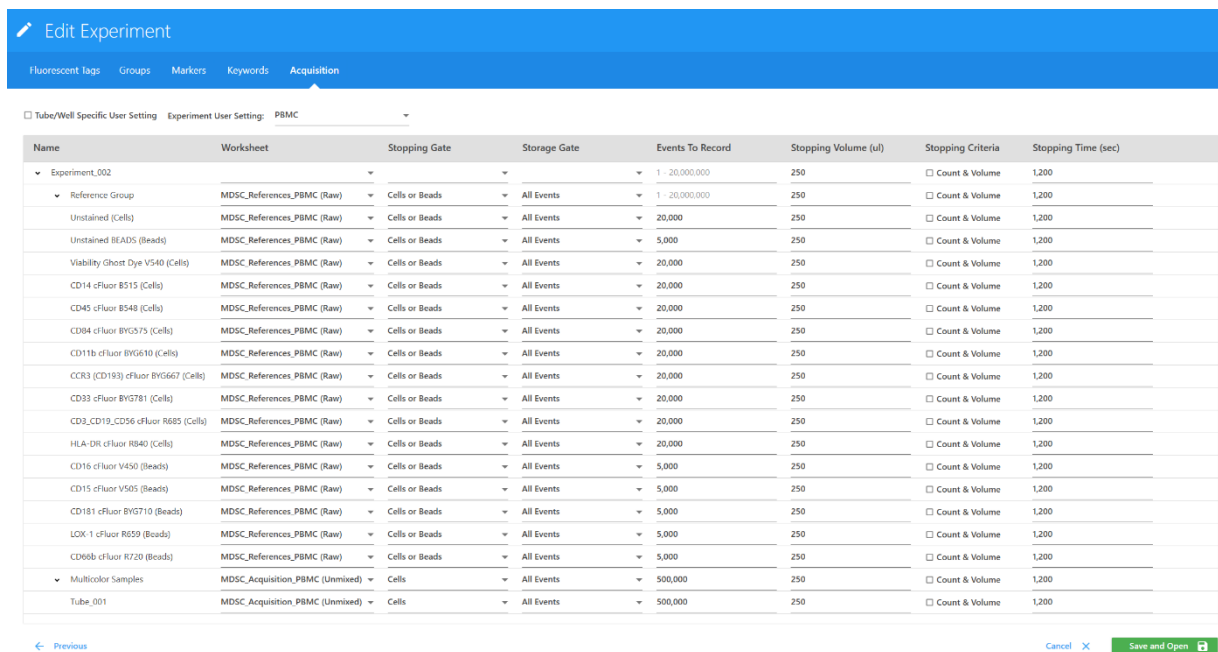 Edit Experiment
Fluorescent Tags Groups Markers Keywords Acquisition
Tube/Well Specific User Setting Experiment User Setting: PBMC
Name Worksheet Stopping Gate Storage Gate Events To Record Stopping Volume (ul) Stopping Criteria Stopping Time (sec)
Experiment_002 1 - 20,000,000 250 Count & Volume 1,200
Reference Group MDSC_References_PBMC (Raw) Cells or Beads All Events 1 - 20,000,000 250 Count & Volume 1,200
Unstained (Cells) MDSC_References_PBMC (Raw) Cells or Beads All Events 20,000 250 Count & Volume 1,200
Unstained BEADS (Beads) MDSC_References_PBMC (Raw) Cells or Beads All Events 5,000 250 Count & Volume 1,200
Viability Ghost Dye V540 (Cells) MDSC_References_PBMC (Raw) Cells or Beads All Events 20,000 250 Count & Volume 1,200
CD14 cFluor B515 (Cells) MDSC_References_PBMC (Raw) Cells or Beads All Events 20,000 250 Count & Volume 1,200
CD45 cFluor B548 (Cells) MDSC_References_PBMC (Raw) Cells or Beads All Events 20,000 250 Count & Volume 1,200
CD84 cFluor BYG575 (Cells) MDSC_References_PBMC (Raw) Cells or Beads All Events 20,000 250 Count & Volume 1,200
CD11b cFluor BYG610 (Cells) MDSC_References_PBMC (Raw) Cells or Beads All Events 20,000 250 Count & Volume 1,200
CCR3 (CD193) cFluor BYG667 (Cells) MDSC_References_PBMC (Raw) Cells or Beads All Events 20,000 250 Count & Volume 1,200
CD33 cFluor BYG781 (Cells) MDSC_References_PBMC (Raw) Cells or Beads All Events 20,000 250 Count & Volume 1,200
CD3_CD19_CD56 cFluor R685 (Cells) MDSC_References_PBMC (Raw) Cells or Beads All Events 20,000 250 Count & Volume 1,200
HLA-DR cFluor R840 (Cells) MDSC_References_PBMC (Raw) Cells or Beads All Events 20,000 250 Count & Volume 1,200
CD16 cFluor V450 (Beads) MDSC_References_PBMC (Raw) Cells or Beads All Events 5,000 250 Count & Volume 1,200
CD15 cFluor V505 (Beads) MDSC_References_PBMC (Raw) Cells or Beads All Events 5,000 250 Count & Volume 1,200
CD181 cFluor BYG710 (Beads) MDSC_References_PBMC (Raw) Cells or Beads All Events 5,000 250 Count & Volume 1,200
LOX-1 cFluor R659 (Beads) MDSC_References_PBMC (Raw) Cells or Beads All Events 5,000 250 Count & Volume 1,200
CD66b cFluor R720 (Beads) MDSC_References_PBMC (Raw) Cells or Beads All Events 5,000 250 Count & Volume 1,200
Multicolor Samples MDSC_Acquisition_PBMC (Unmixed) Cells All Events 500,000 250 Count & Volume 1,200
Tube_001 MDSC_Acquisition_PBMC (Unmixed) Cells All Events 500,000 250 Count & Volume 1,200
Previous Cancel Save and Open